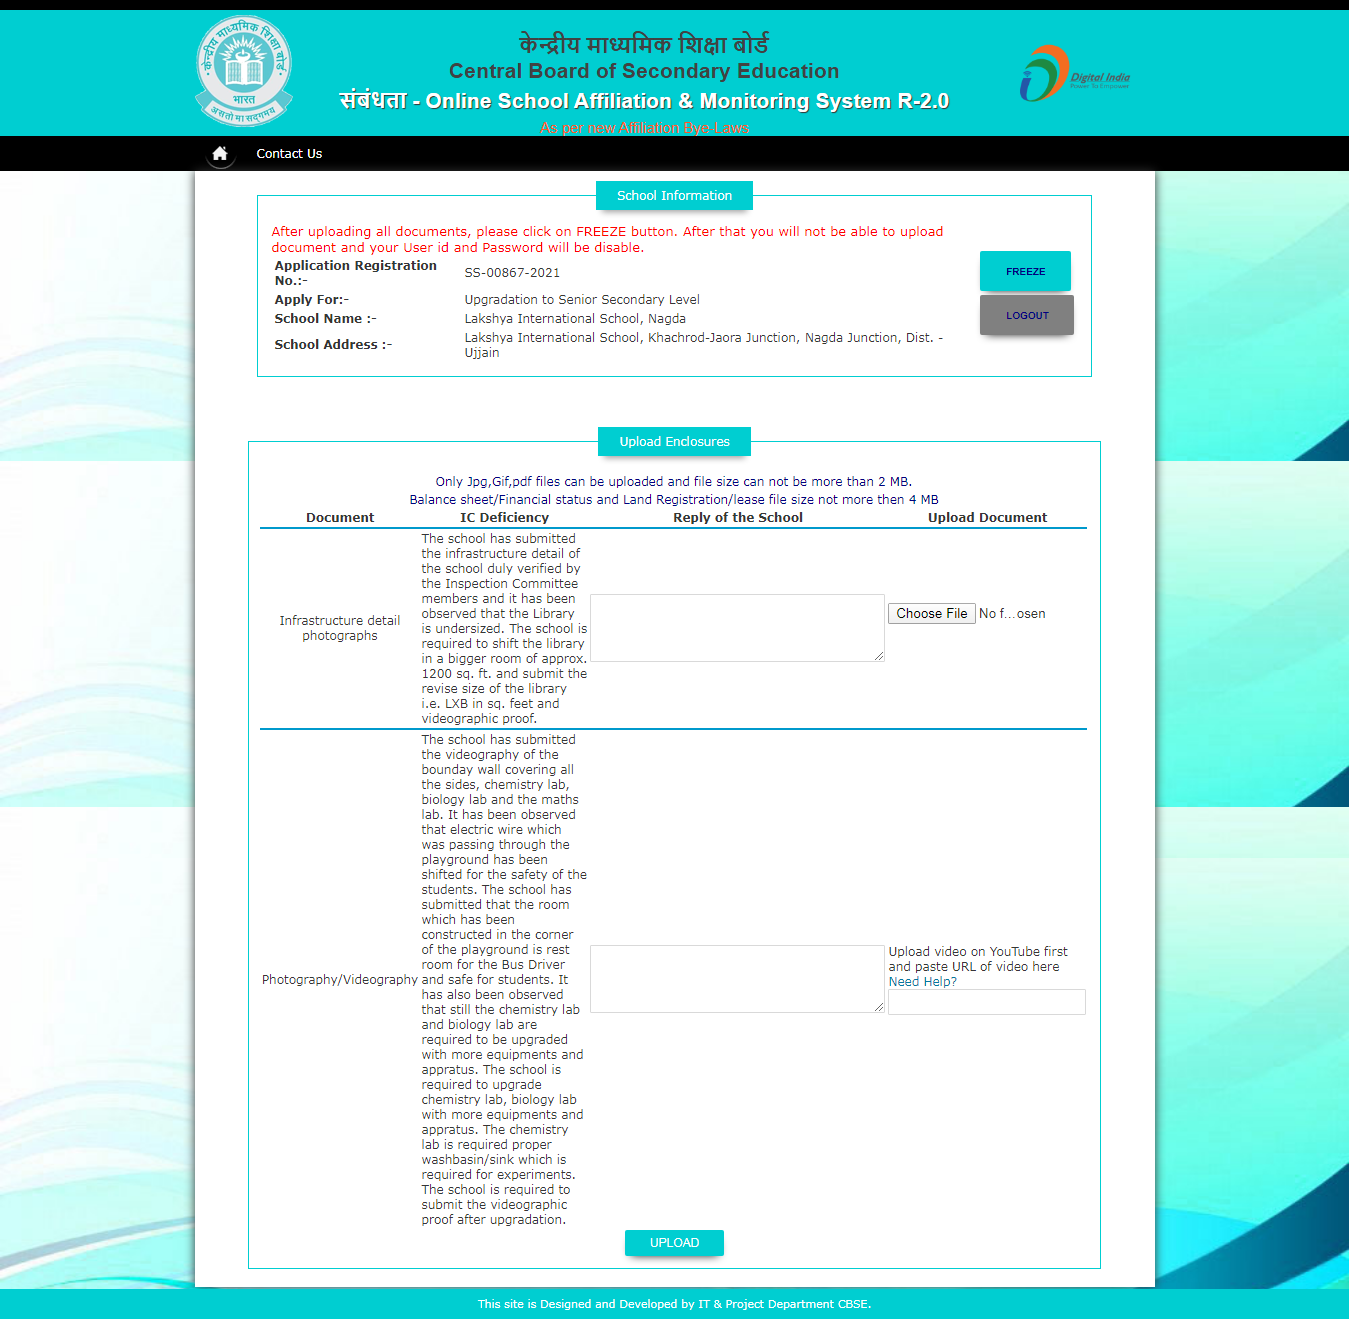 केन्द्रीय माध्यमिक शिक्षा बोर्ड
Central Board of Secondary Education
संबंधता - Online School Affiliation & Monitoring System R-2.0
As per new Affiliation Bye Laws
केन्द्रीय माध्यमिक शिक्षा बोर्ड
भारत
असतो मा सद्गमय
Digital India
Power To Empower
Contact Us
School Information
After uploading all documents, please click on FREEZE button. After that you will not be able to upload
document and your User id and Password will be disable.
Application Registration
No.:-
SS-00867-2021
Apply For:-
Upgradation to Senior Secondary Level
School Name :-
Lakshya International School, Nagda
School Address :-
Lakshya International School, Khachrod-Jaora Junction, Nagda Junction, Dist. -
Ujjain
FREEZE
LOGOUT
Upload Enclosures
Only Jpg,Gif,pdf files can be uploaded and file size can not be more than 2 MB.
Balance sheet/Financial status and Land Registration/lease file size not more then 4 MB
Document IC Deficiency Reply of the School Upload Document
Infrastructure detail
photographs
The school has submitted
the infrastructure detail of
the school duly verified by
the Inspection Committee
members and it has been
observed that the Library
is undersized. The school is
required to shift the library
in a bigger room of approx.
1200 sq. ft. and submit the
revise size of the library
i.e. LXB in sq. feet and
videographic proof.
Choose File No f...osen
Photography/Videography
The school has submitted
the videography of the
bounday wall covering all
the sides, chemistry lab,
biology lab and the maths
lab. It has been observed
that electric wire which
was passing through the
playground has been
shifted for the safety of the
students. The school has
submitted that the room
which has been
constructed in the corner
of the playground is rest
room for the Bus Driver
and safe for students. It
has also been observed
that still the chemistry lab
and biology lab are
required to be upgraded
with more equipments and
appratus. The school is
required to upgrade
chemistry lab, biology lab
with more equipments and
appratus. The chemistry
lab is required proper
washbasin/sink which is
required for experiments.
The school is required to
submit the videographic
proof after upgradation.
Upload video on YouTube first
and paste URL of video here
Need Help?
UPLOAD
This site is Designed and Developed by IT & Project Department CBSE.